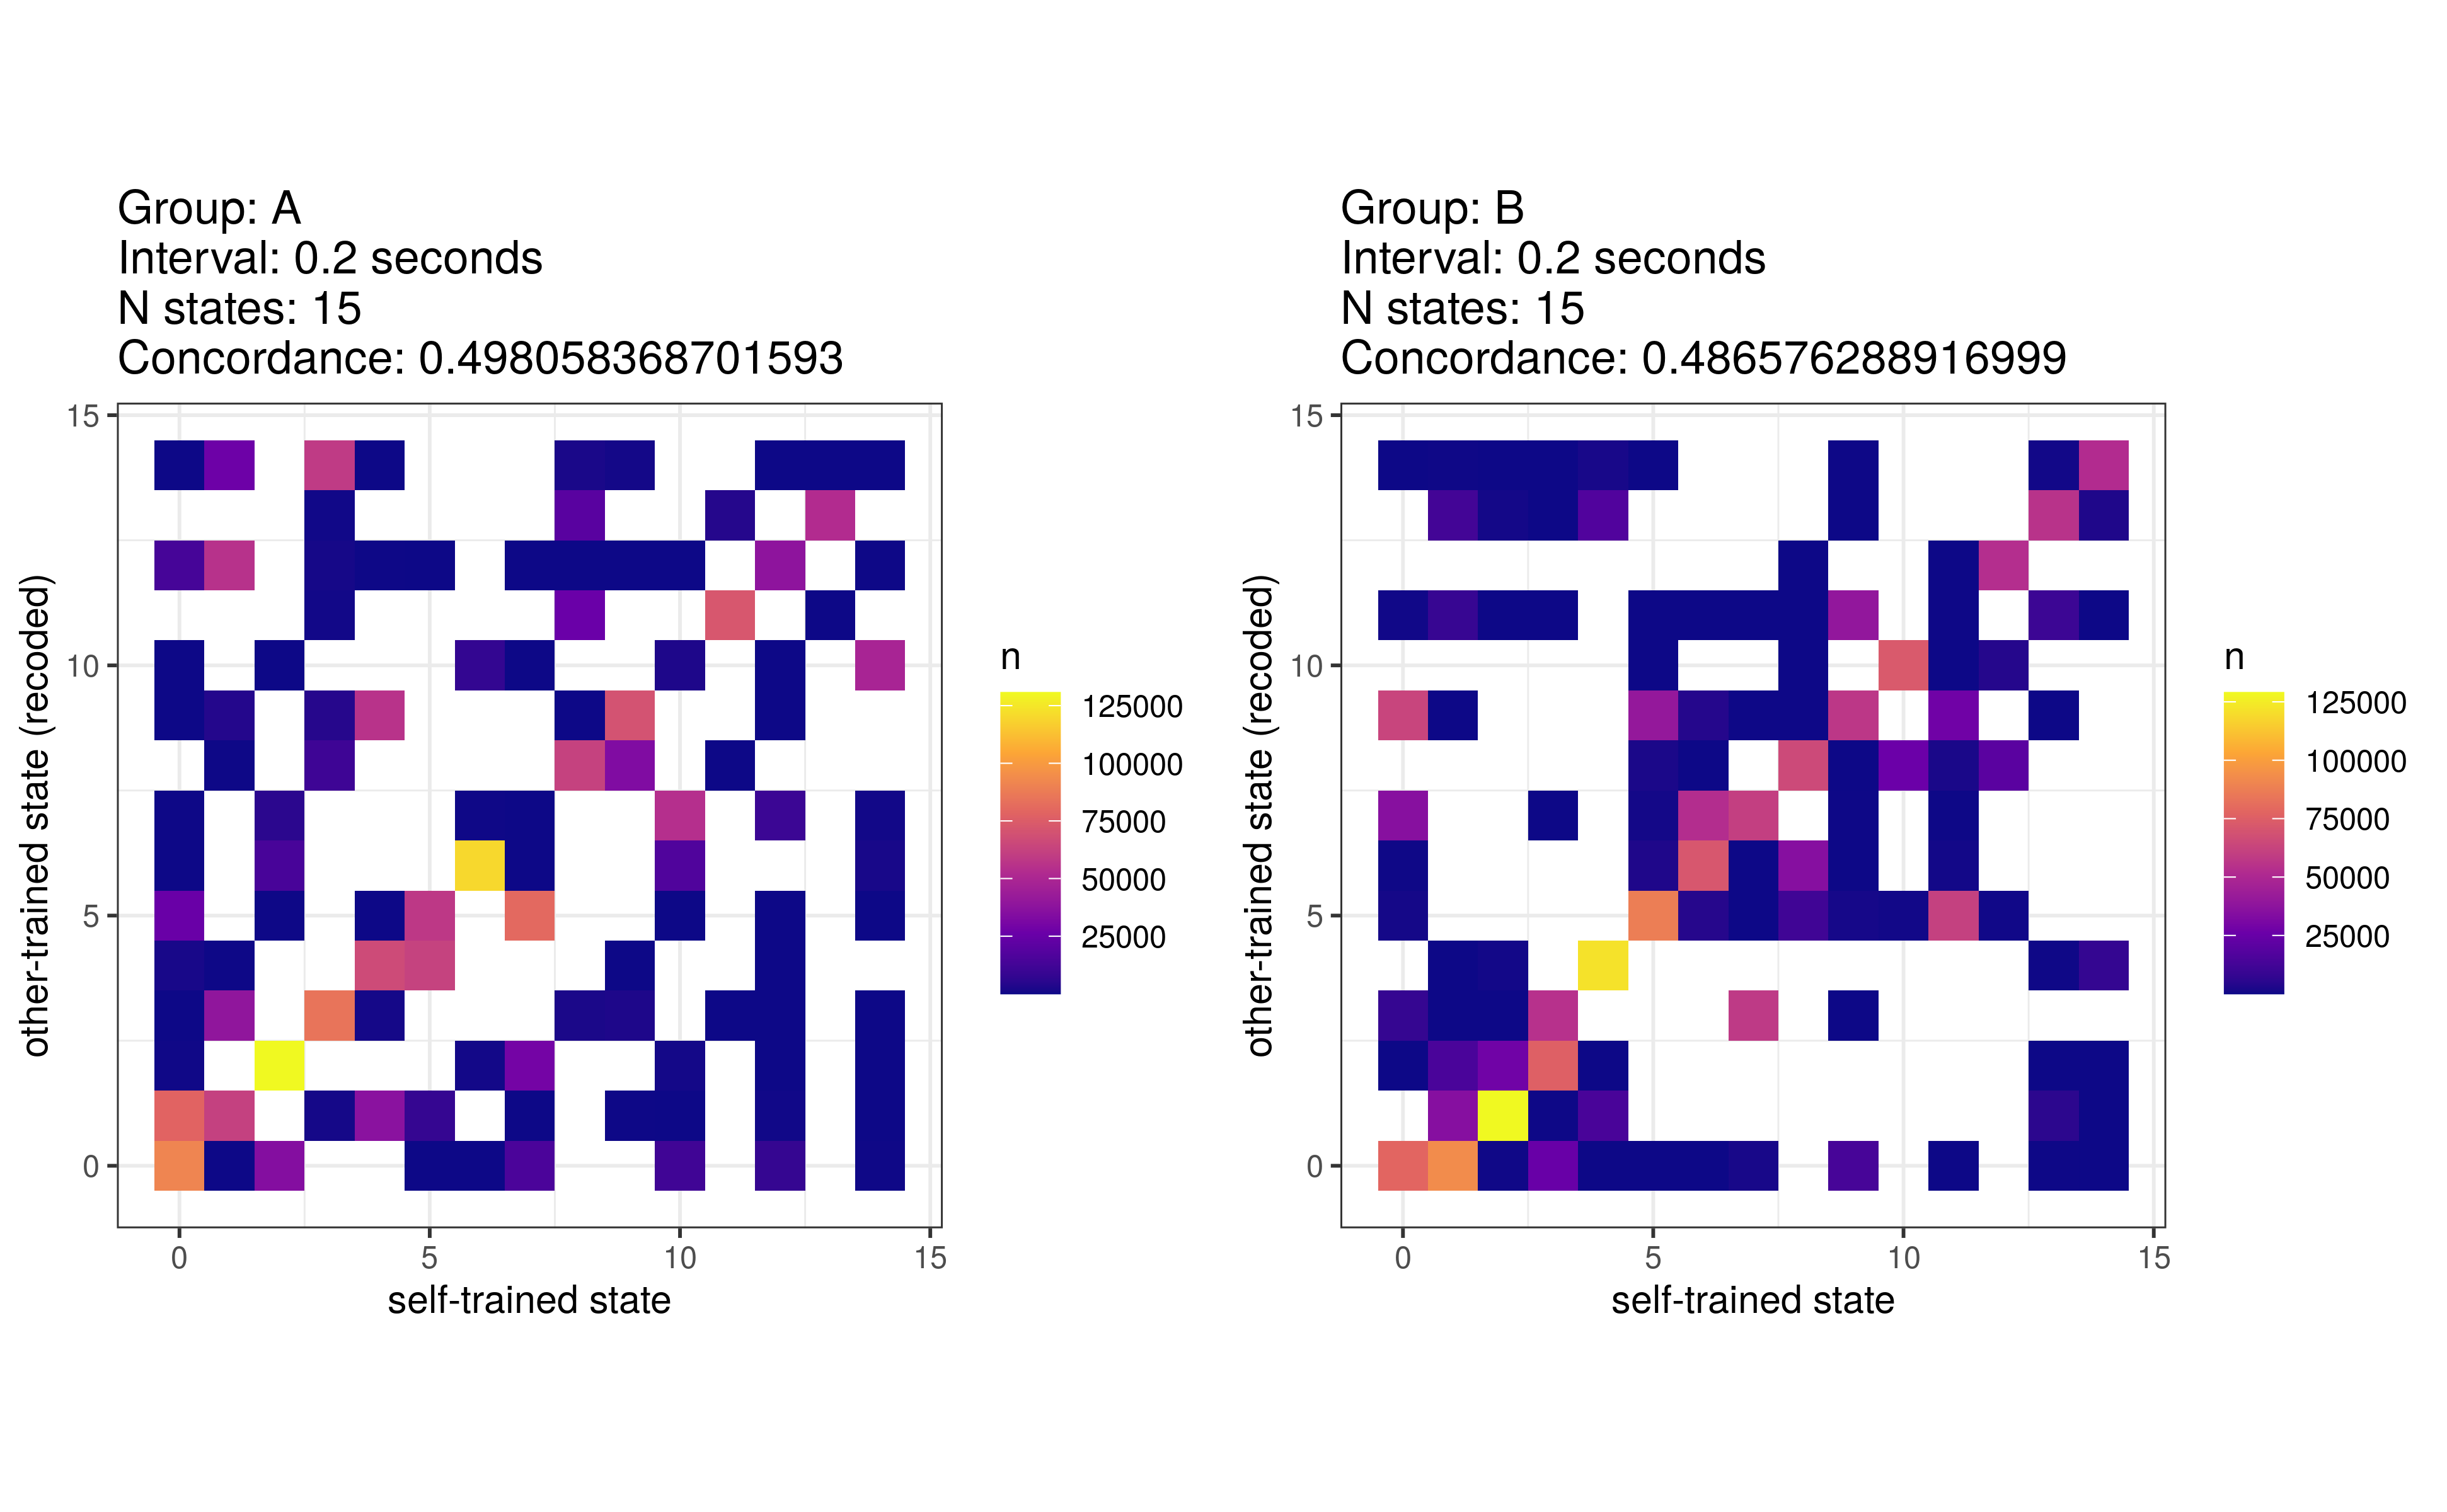 Group: A
Interval: 0.2 seconds
N states: 15
Concordance: 0.498058368701593
15
10
5
0
other-trained state (recoded)
0 5 10 15
self-trained state
n
125000
100000
75000
50000
25000
Group: B
Interval: 0.2 seconds
N states: 15
Concordance: 0.486576288916999
15
10
5
0
other-trained state (recoded)
0 5 10 15
self-trained state
n
125000
100000
75000
50000
25000